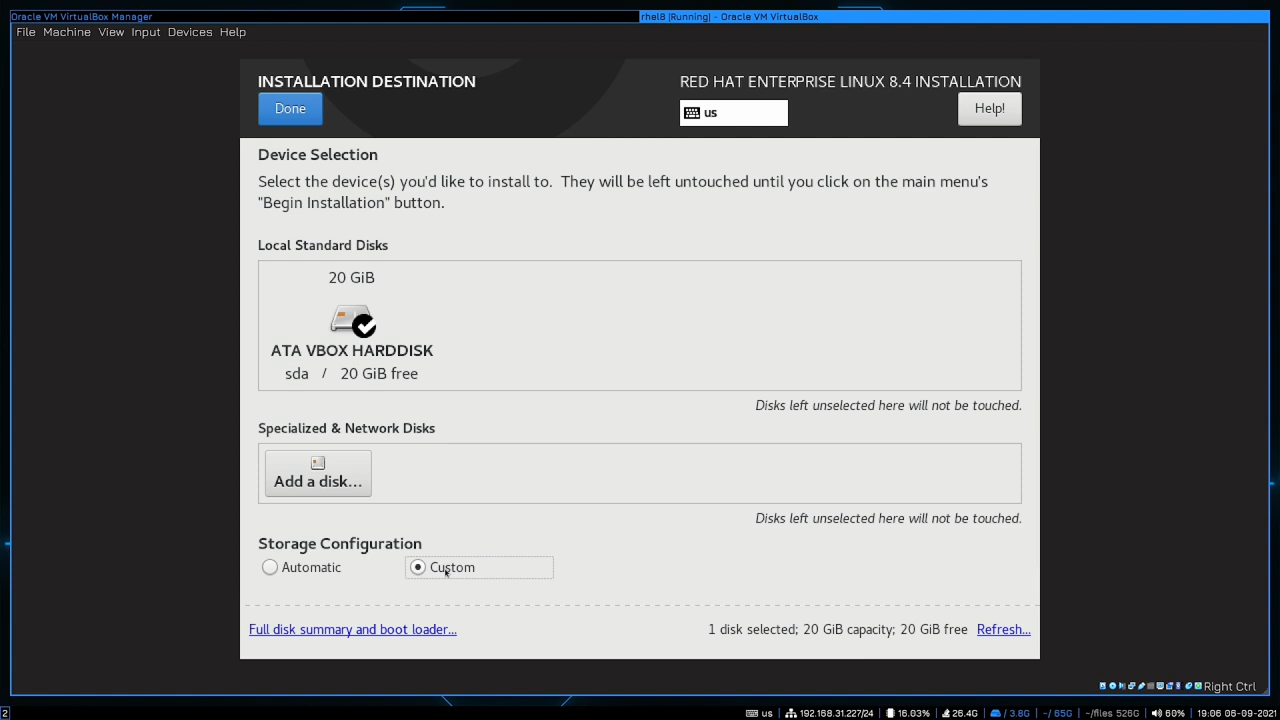 Oracle VM VirtualBox Manager
rhel8 [Running] - Oracle VM VirtualBox
File Machine View Input Devices Help
INSTALLATION DESTINATION
RED HAT ENTERPRISE LINUX 8.4 INSTALLATION
Done
us
Help!
Device Selection
Select the device(s) you'd like to install to. They will be left untouched until you click on the main menu's
"Begin Installation" button.
Local Standard Disks
20 GiB
ATA VBOX HARDDISK
sda / 20 GiB free
Disks left unselected here will not be touched.
Specialized & Network Disks
Add a disk...
Disks left unselected here will not be touched.
Storage Configuration
Automatic
Custom
Full disk summary and boot loader...
1 disk selected; 20 GiB capacity; 20 GiB free Refresh...
Right Ctrl
2
us | 192.168.31.227/24 | 16.03% | 26.4G | / 3.8G | ~/ 65G | ~/files 526G | 60% | 19:06 06-09-2021